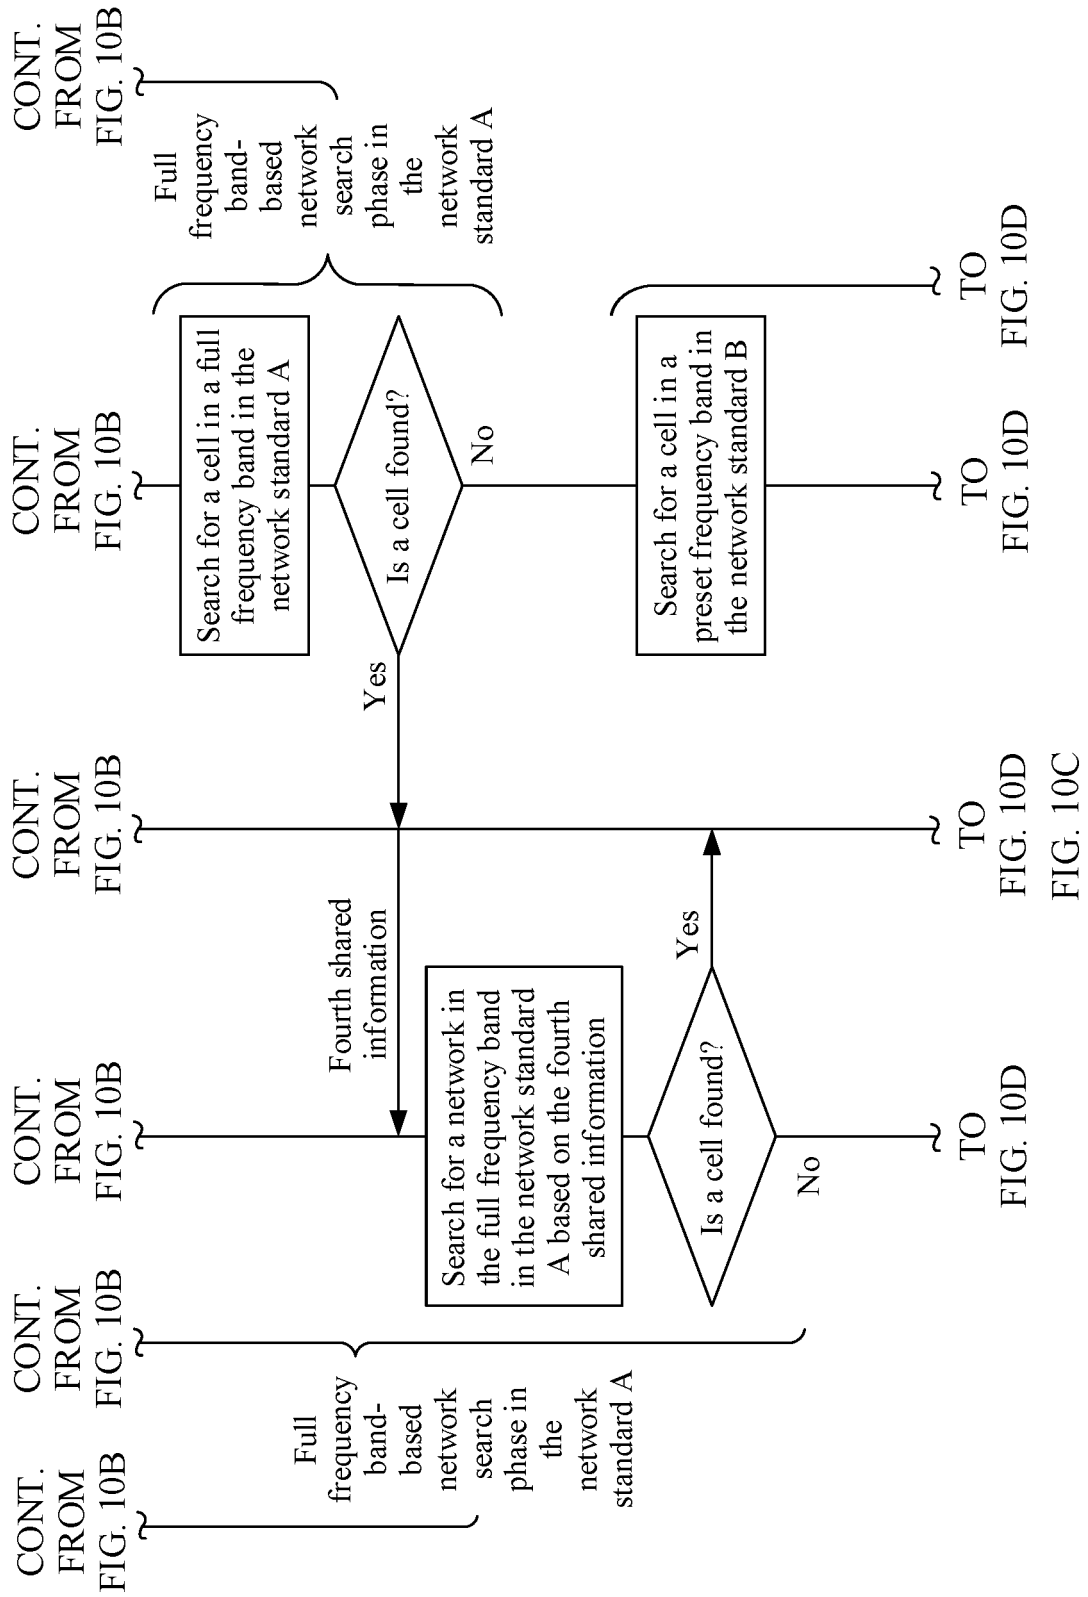 CONT.
FROM
FIG. 10B
CONT.
FROM
FIG. 10B
CONT.
FROM
FIG. 10B
CONT.
FROM
FIG. 10B
CONT.
FROM
FIG. 10B
CONT.
FROM
FIG. 10B
Full
frequency
band-
based
network
search
phase in
the
network
standard A
Search for a network in
the full frequency band
in the network standard
A based on the fourth
shared information
Is a cell found?
Yes
No
Fourth shared
information
Yes
Search for a cell in a full
frequency band in the
network standard A
Is a cell found?
No
Search for a cell in a
preset frequency band in
the network standard B
Full
frequency
band-
based
network
search
phase in
the
network
standard A
TO
FIG. 10D
TO
FIG. 10D
TO
FIG. 10D
TO
FIG. 10D
FIG. 10C